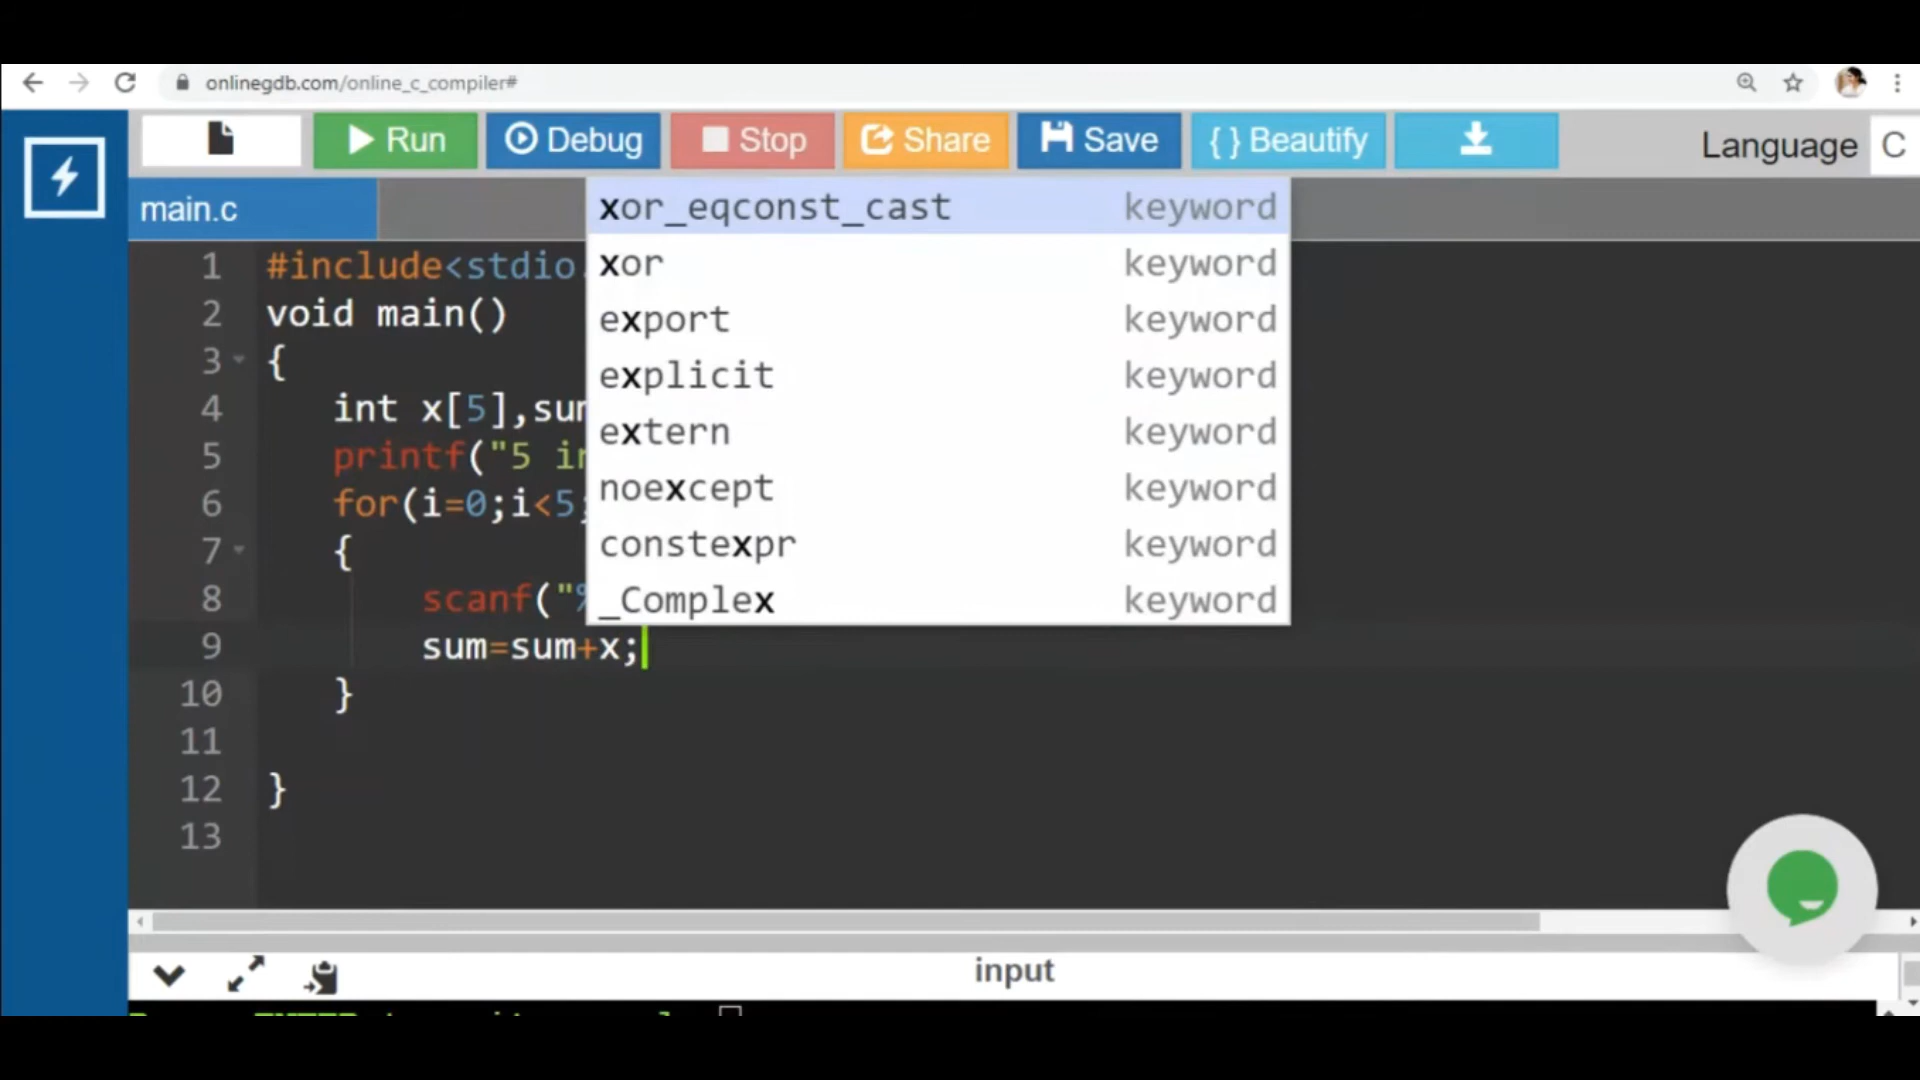 onlinegdb.com/online_c_compiler#
Run Debug Stop Share Save { } Beautify Language C
main.c
xor_eqconst_cast keyword
1 #include<stdio.
xor keyword
2 void main()
export keyword
3 {
explicit keyword
4 int x[5],sum
extern keyword
5 printf("5 in
noexcept keyword
6 for(i=0;i<5;
constexpr keyword
7 {
_Complex keyword
8 scanf("%
9 sum=sum+x;
10 }
11
12 }
13
input